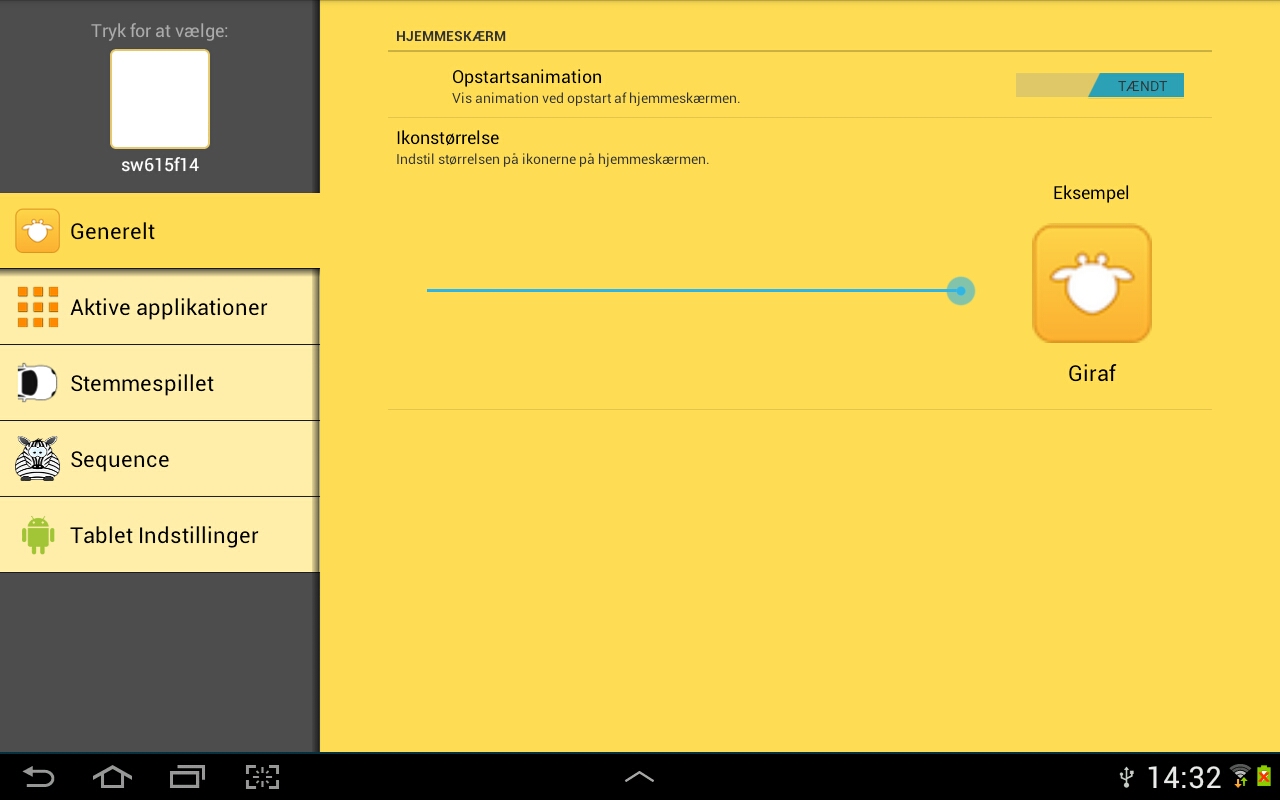 Tryk for at vælge:
sw615f14
Generelt
Aktive applikationer
Stemmespillet
Sequence
Tablet Indstillinger
HJEMMESKÆRM
Opstartsanimation
Vis animation ved opstart af hjemmeskærmen.
TÆNDT
Ikonstørrelse
Indstil størrelsen på ikonerne på hjemmeskærmen.
Eksempel
Giraf
14:32